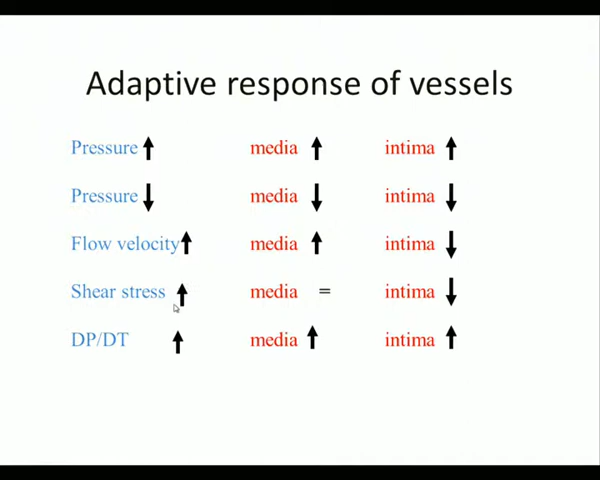 Adaptive response of vessels
Pressure ↑ media ↑ intima ↑
Pressure ↓ media ↓ intima ↓
Flow velocity ↑ media ↑ intima ↓
Shear stress ↑ media = intima ↓
DP/DT ↑ media ↑ intima ↑